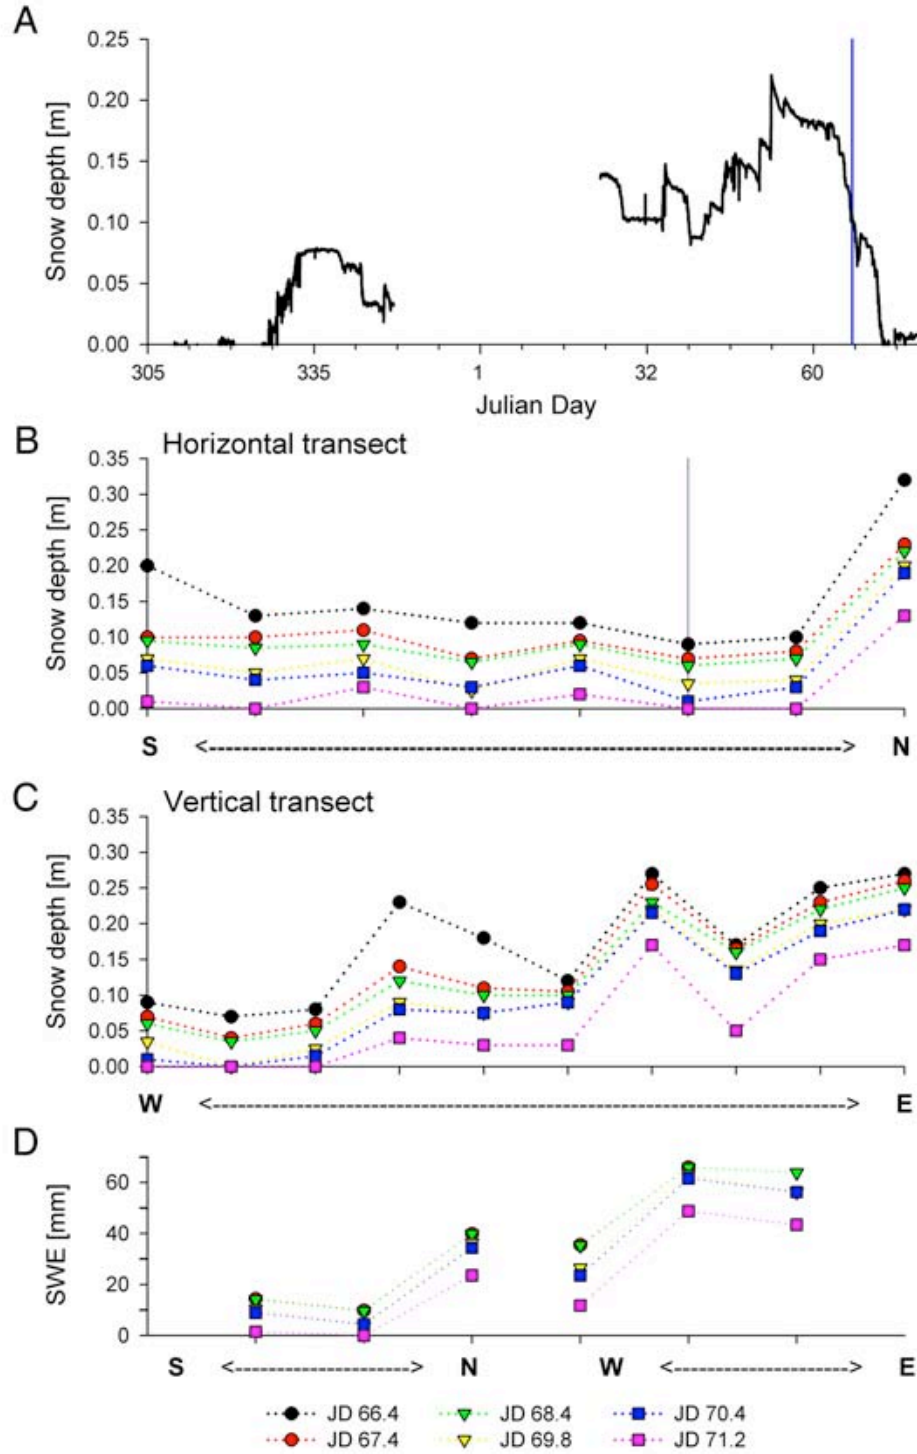 A
Snow depth [m]
0.25
0.20
0.15
0.10
0.05
0.00
305 335 1 32 60
Julian Day
B
Horizontal transect
Snow depth [m]
0.35
0.30
0.25
0.20
0.15
0.10
0.05
0.00
S <------------------------------------------------------------------------> N
C
Vertical transect
Snow depth [m]
0.35
0.30
0.25
0.20
0.15
0.10
0.05
0.00
W <------------------------------------------------------------------------> E
D
SWE [mm]
60
40
20
0
S <--------------------> N W <--------------------> E
JD 66.4 JD 68.4 JD 70.4
JD 67.4 JD 69.8 JD 71.2